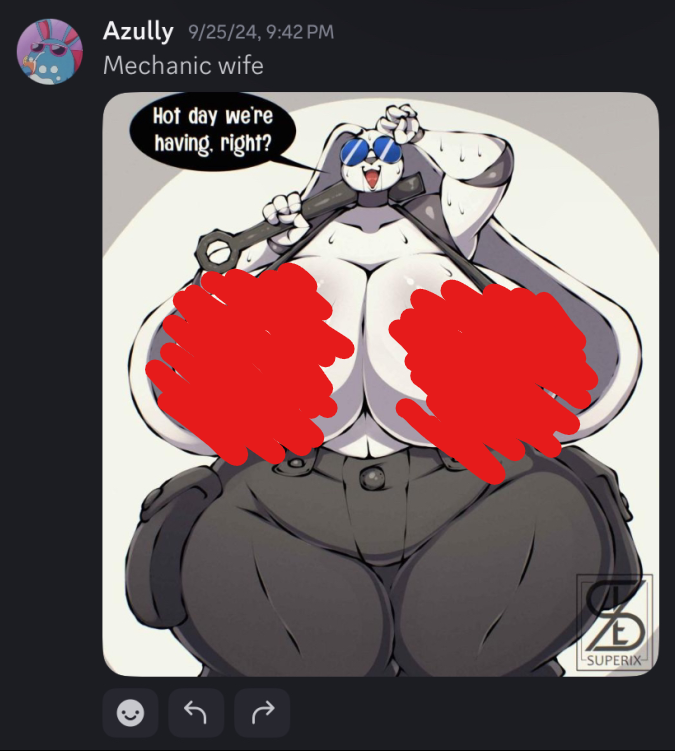 Azully 9/25/24, 9:42 PM
Mechanic wife
Hot day we're
having, right?
SUPERIX